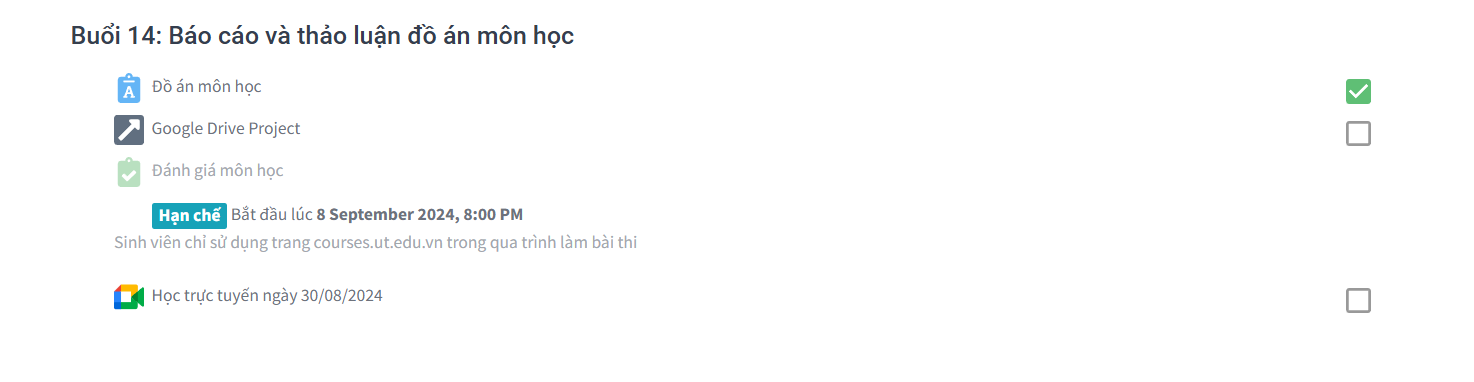 Buổi 14: Báo cáo và thảo luận đồ án môn học
Đồ án môn học
Google Drive Project
Đánh giá môn học
Hạn chế Bắt đầu lúc 8 September 2024, 8:00 PM
Sinh viên chỉ sử dụng trang courses.ut.edu.vn trong qua trình làm bài thi
Học trực tuyến ngày 30/08/2024